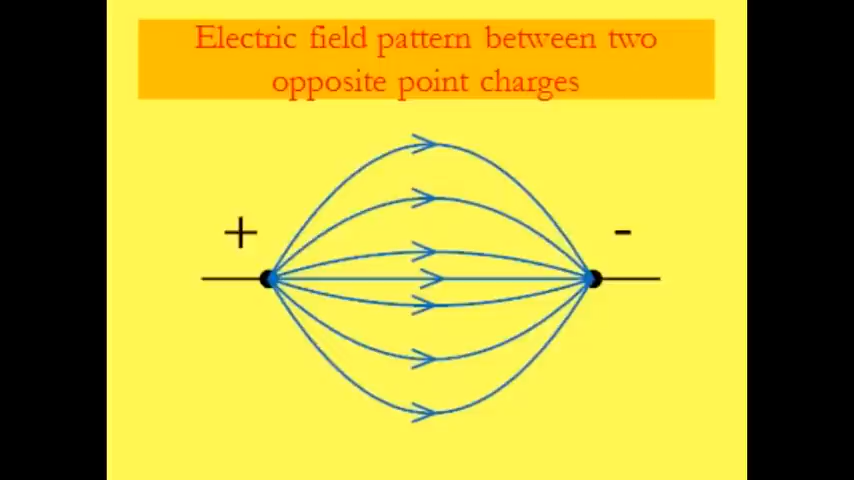 Electric field pattern between two
opposite point charges
+ -